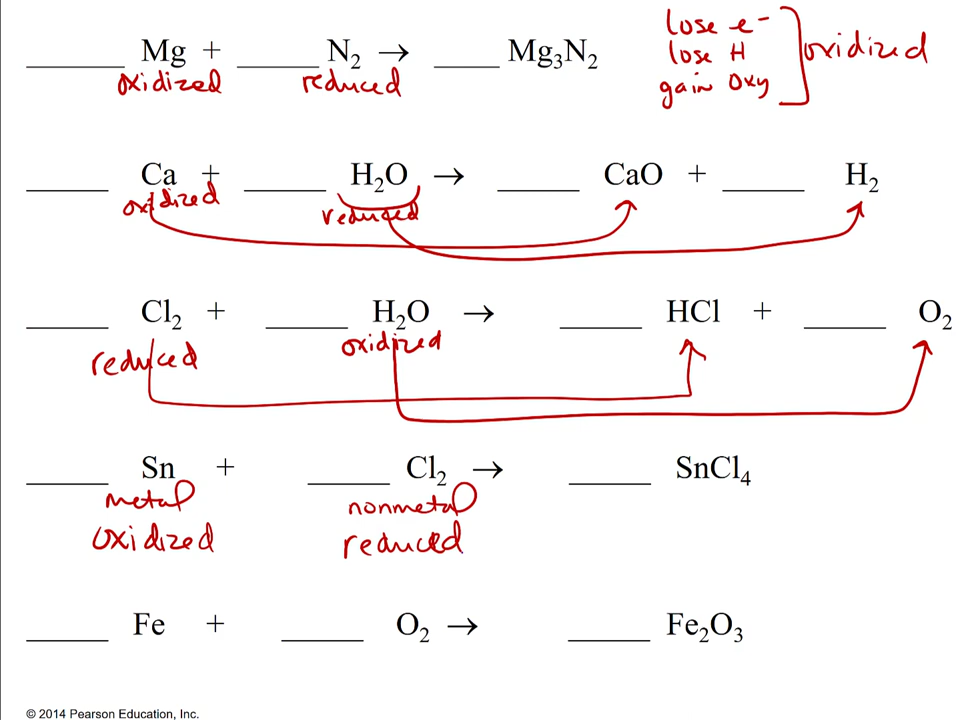 ______ Mg + _____ N₂ → ____ Mg₃N₂
oxidized reduced
lose e⁻
lose H
gain oxy
oxidized
_____ Ca + _____ H₂O → _____ CaO + _____ H₂
oxidized reduced
_____ Cl₂ + _____ H₂O → _____ HCl + _____ O₂
reduced oxidized
_____ Sn + _____ Cl₂ → _____ SnCl₄
metal nonmetal
oxidized reduced
_____ Fe + _____ O₂ → _____ Fe₂O₃
© 2014 Pearson Education, Inc.